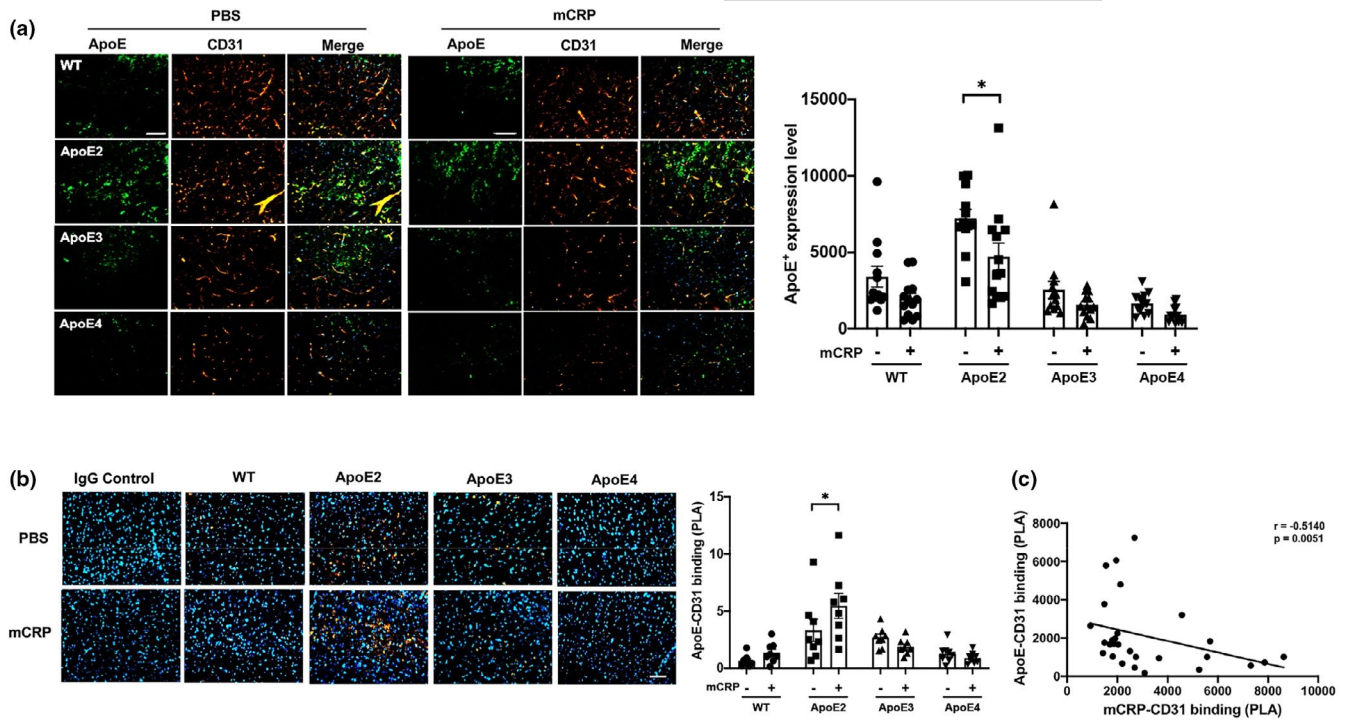 (a)
PBS
mCRP
ApoE CD31 Merge
ApoE CD31 Merge
WT
ApoE2
ApoE3
ApoE4
ApoE+ expression level
15000
10000
5000
0
*
mCRP - + - + - + - +
WT ApoE2 ApoE3 ApoE4
(b)
IgG Control WT ApoE2 ApoE3 ApoE4
PBS
mCRP
ApoE-CD31 binding (PLA)
15
10
5
0
*
mCRP - + - + - + - +
WT ApoE2 ApoE3 ApoE4
(c)
r = -0.5140
p = 0.0051
ApoE-CD31 binding (PLA)
8000
6000
4000
2000
0
0 2000 4000 6000 8000 10000
mCRP-CD31 binding (PLA)